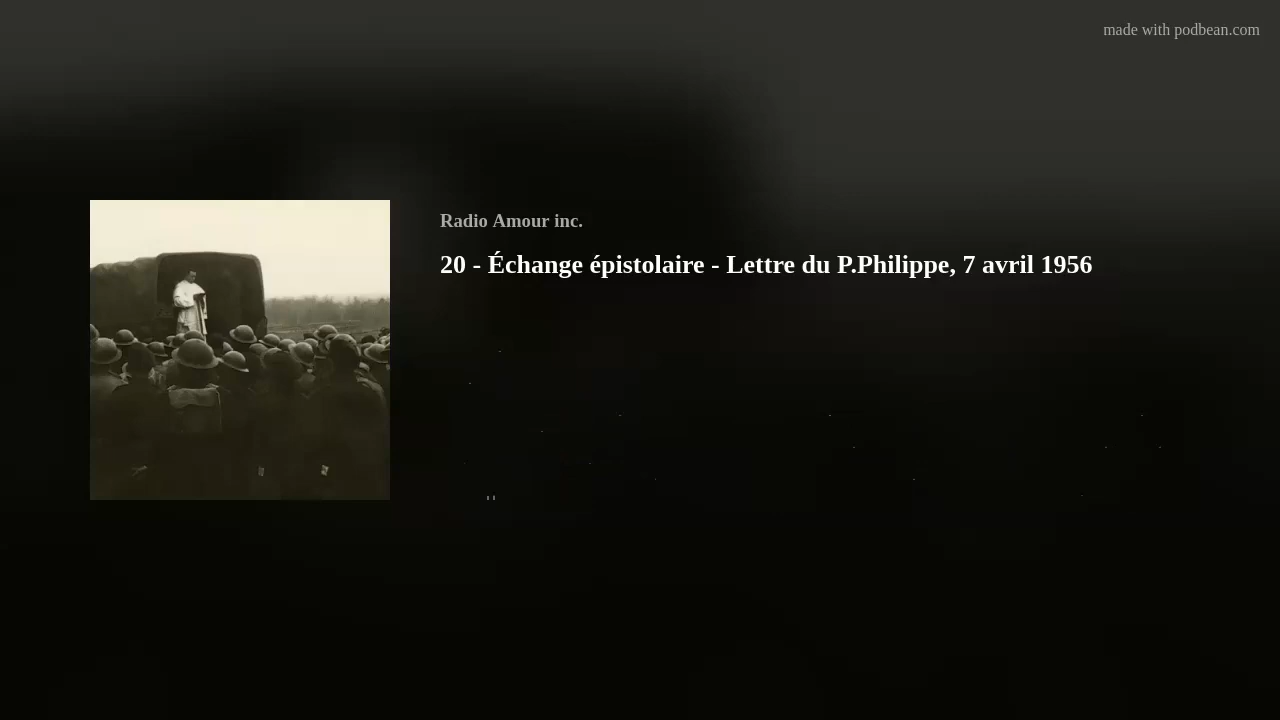 made with podbean.com
Radio Amour inc.
20 - Échange épistolaire - Lettre du P.Philippe, 7 avril 1956